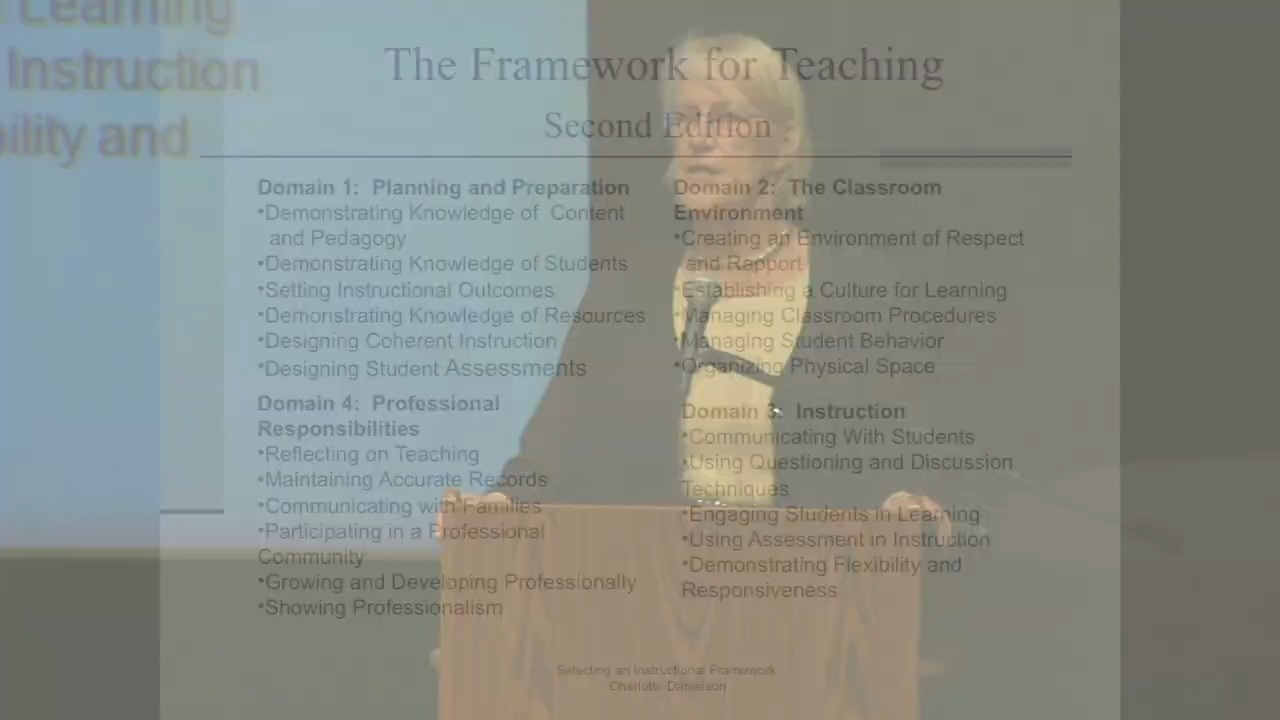 Learning
Instruction
bility and
The Framework for Teaching
Second Edition
Domain 1: Planning and Preparation
•Demonstrating Knowledge of Content
and Pedagogy
•Demonstrating Knowledge of Students
•Setting Instructional Outcomes
•Demonstrating Knowledge of Resources
•Designing Coherent Instruction
•Designing Student Assessments
Domain 2: The Classroom
Environment
•Creating an Environment of Respect
and Rapport
•Establishing a Culture for Learning
•Managing Classroom Procedures
•Managing Student Behavior
•Organizing Physical Space
Domain 4: Professional
Responsibilities
•Reflecting on Teaching
•Maintaining Accurate Records
•Communicating with Families
•Participating in a Professional
Community
•Growing and Developing Professionally
•Showing Professionalism
Domain 3: Instruction
•Communicating With Students
•Using Questioning and Discussion
Techniques
•Engaging Students in Learning
•Using Assessment in Instruction
•Demonstrating Flexibility and
Responsiveness
Selecting an Instructional Framework
Charlotte Danielson